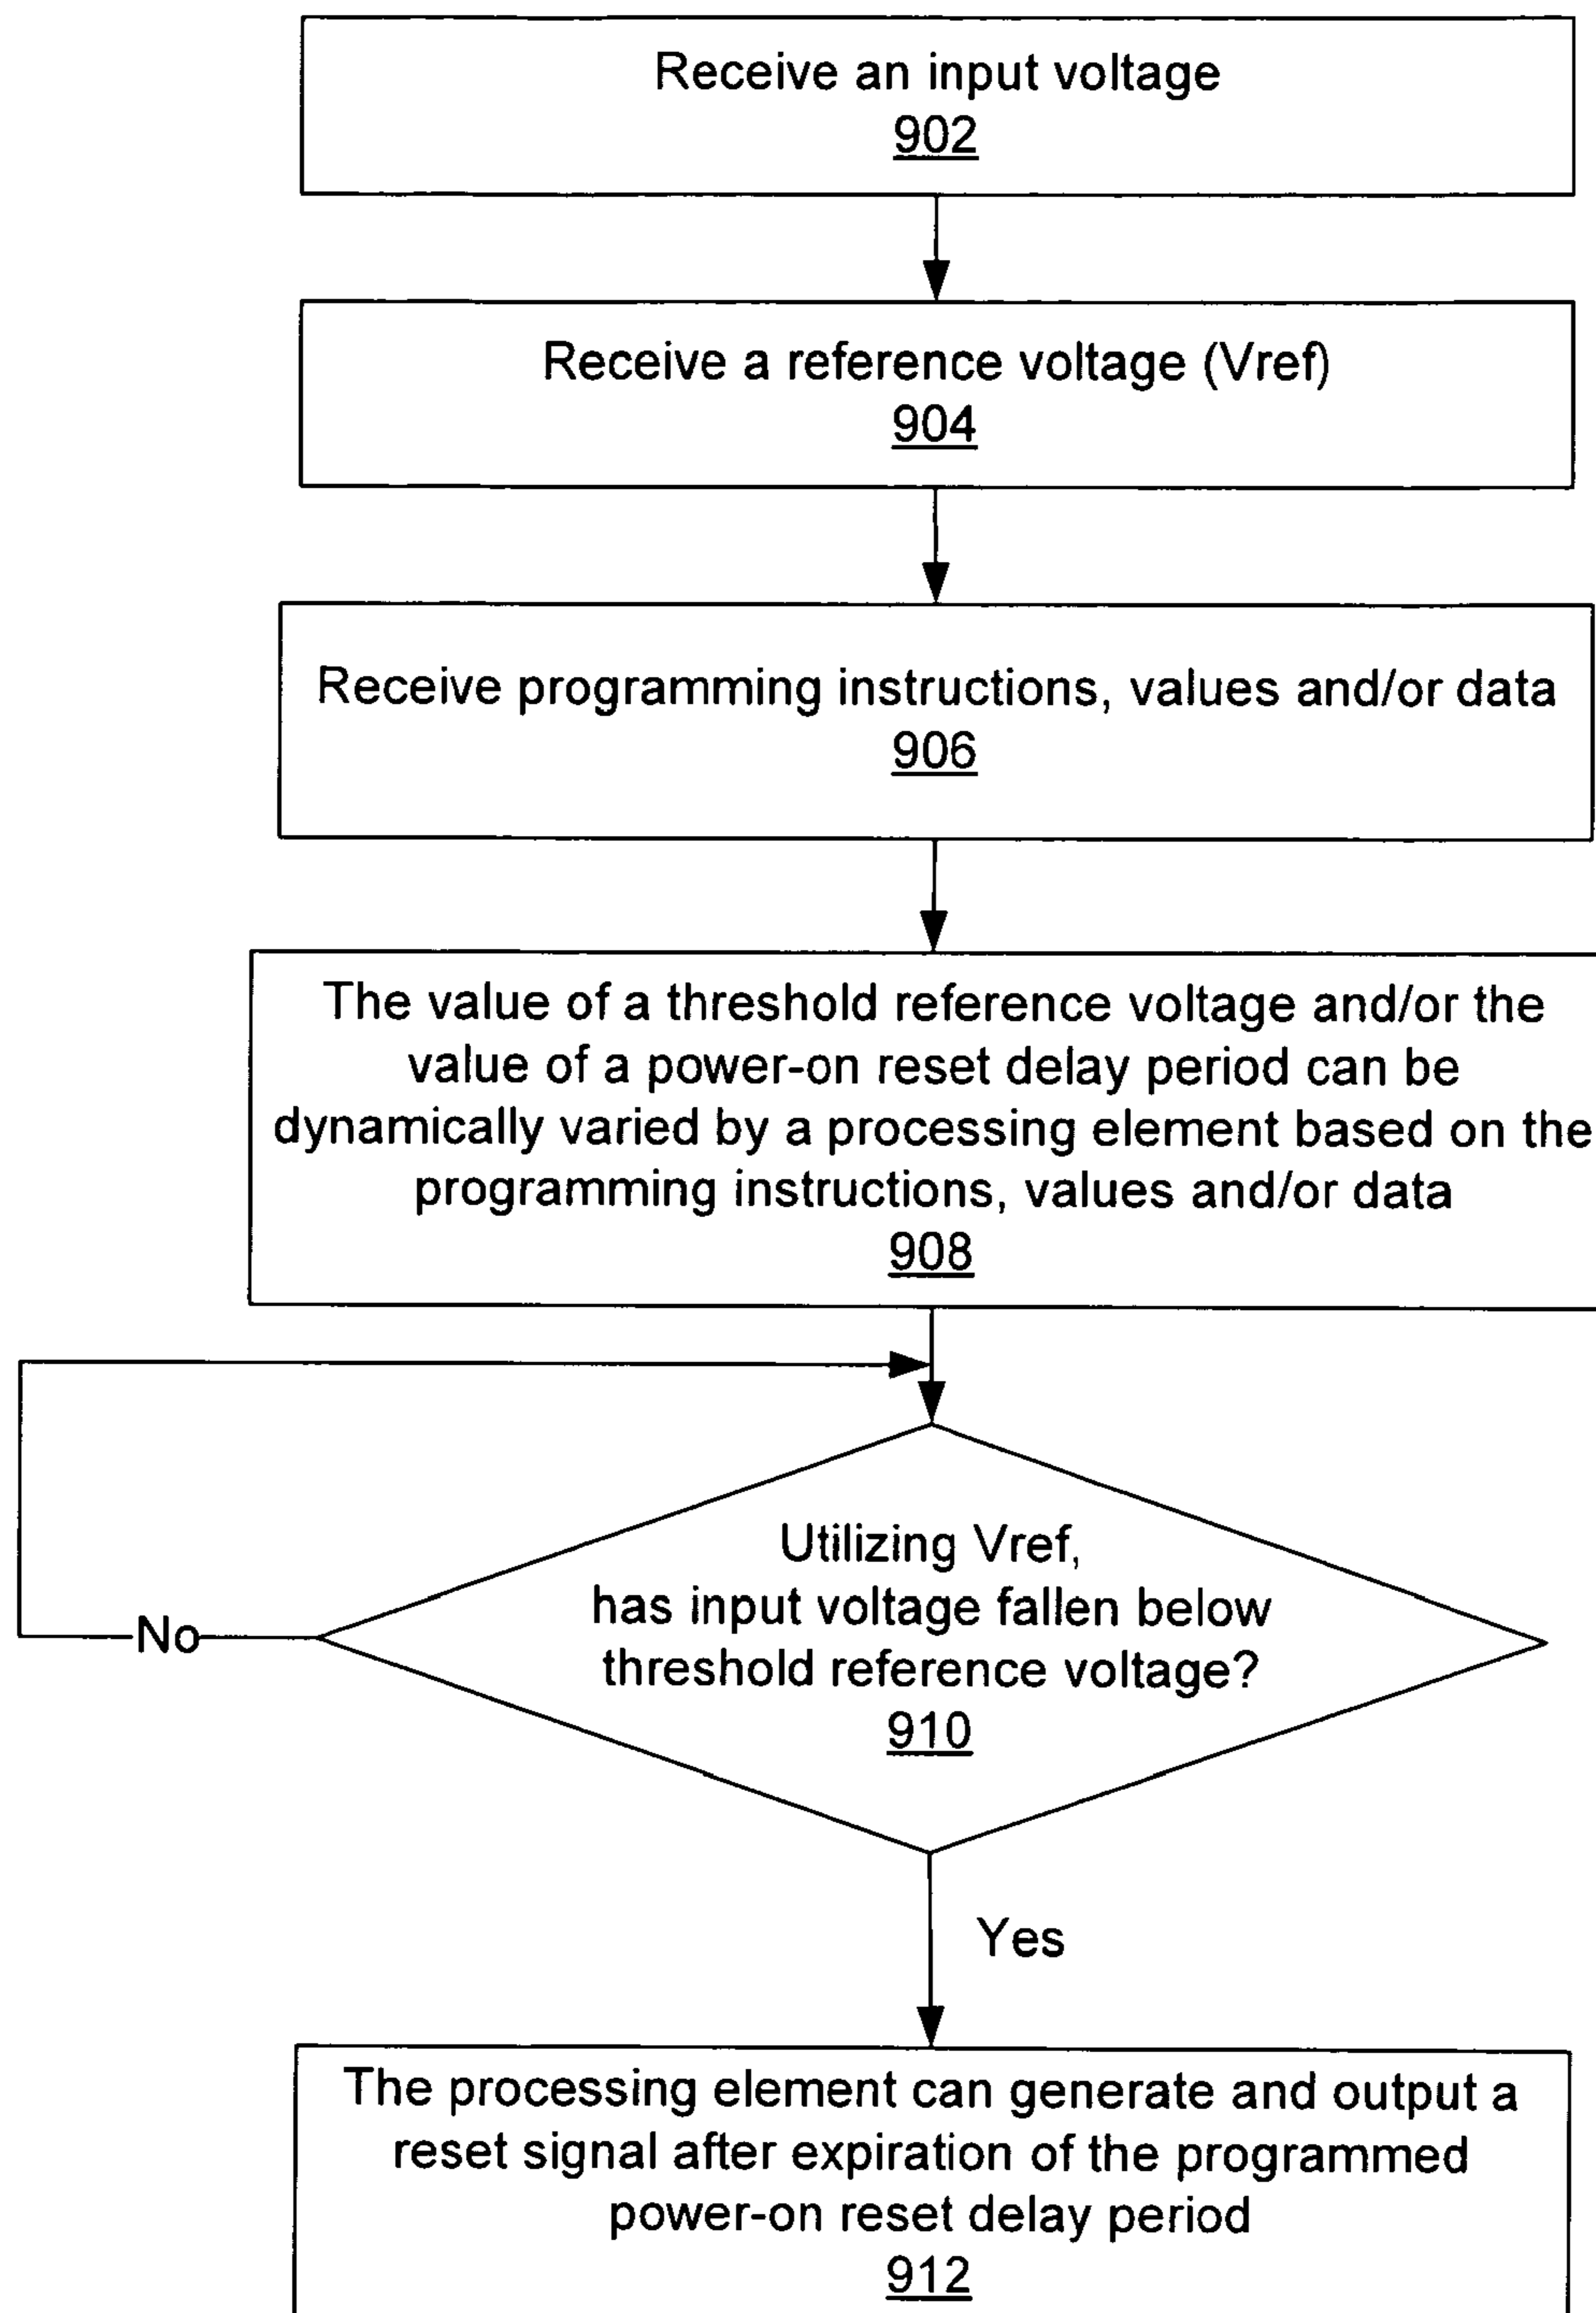 Receive an input voltage
902
Receive a reference voltage (Vref)
904
Receive programming instructions, values and/or data
906
The value of a threshold reference voltage and/or the
value of a power-on reset delay period can be
dynamically varied by a processing element based on the
programming instructions, values and/or data
908
Utilizing Vref,
has input voltage fallen below
threshold reference voltage?
910
No
Yes
The processing element can generate and output a
reset signal after expiration of the programmed
power-on reset delay period
912